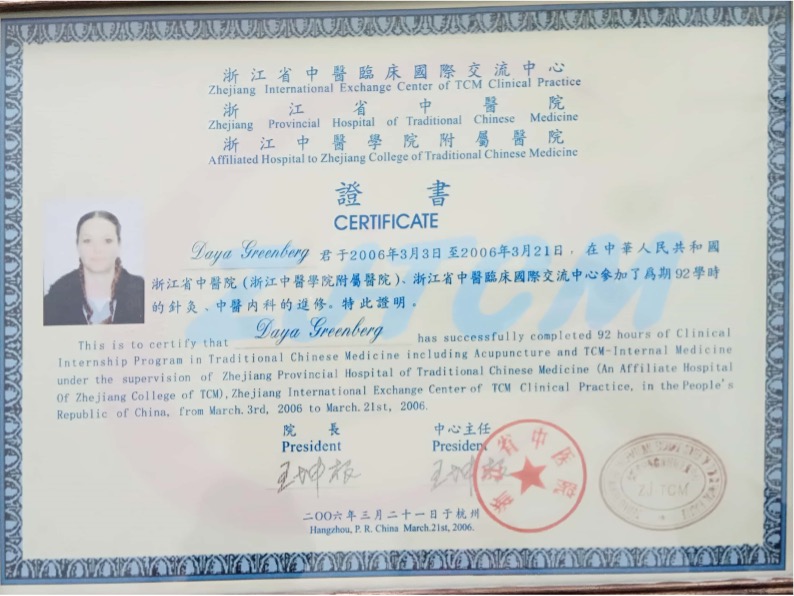 浙江省中醫臨床國際交流中心
Zhejiang International Exchange Center of TCM Clinical Practice
浙江省中醫院
Zhejiang Provincial Hospital of Traditional Chinese Medicine
浙江中醫學院附屬醫院
Affiliated Hospital to Zhejiang College of Traditional Chinese Medicine
證書
CERTIFICATE
Daya Greenberg 君于2006年3月3日至2006年3月21日，在中華人民共和國
浙江省中醫院（浙江中醫學院附屬醫院）、浙江省中醫臨床國際交流中心參加了爲期92學時
的針灸、中醫内科的進修。特此證明。
ZJTCM
This is to certify that Daya Greenberg has successfully completed 92 hours of Clinical
Internship Program in Traditional Chinese Medicine including Acupuncture and TCM-Internal Medicine
under the supervision of Zhejiang Provincial Hospital of Traditional Chinese Medicine (An Affiliate Hospital
Of Zhejiang College of TCM), Zhejiang International Exchange Center of TCM Clinical Practice, in the People's
Republic of China, from March.3rd, 2006 to March.21st, 2006.
院長 中心主任
President President
浙江省中医院
ZJ-TCM
二〇〇六年三月二十一日于杭州
Hangzhou, P. R. China March.21st, 2006.